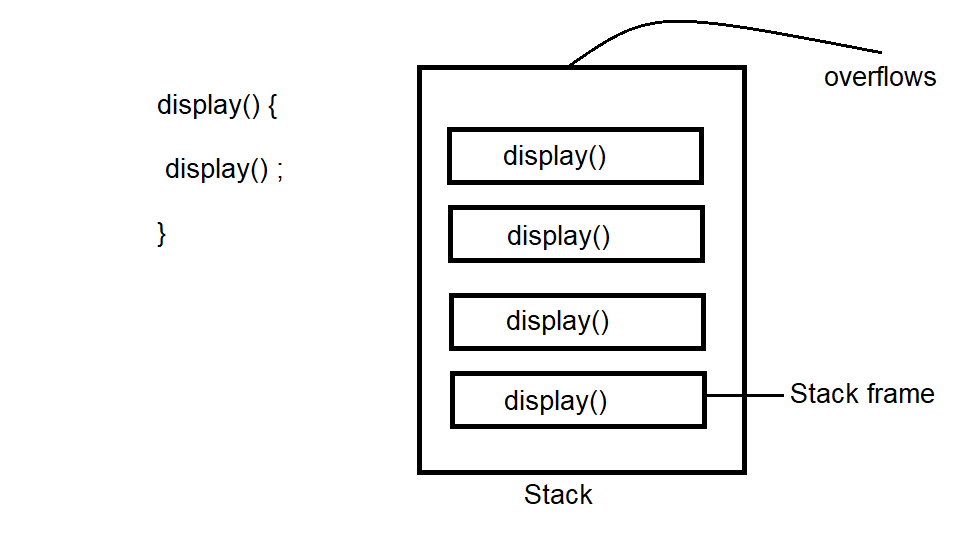 display() {
display() ;
}
overflows
display()
display()
display()
display()
Stack frame
Stack